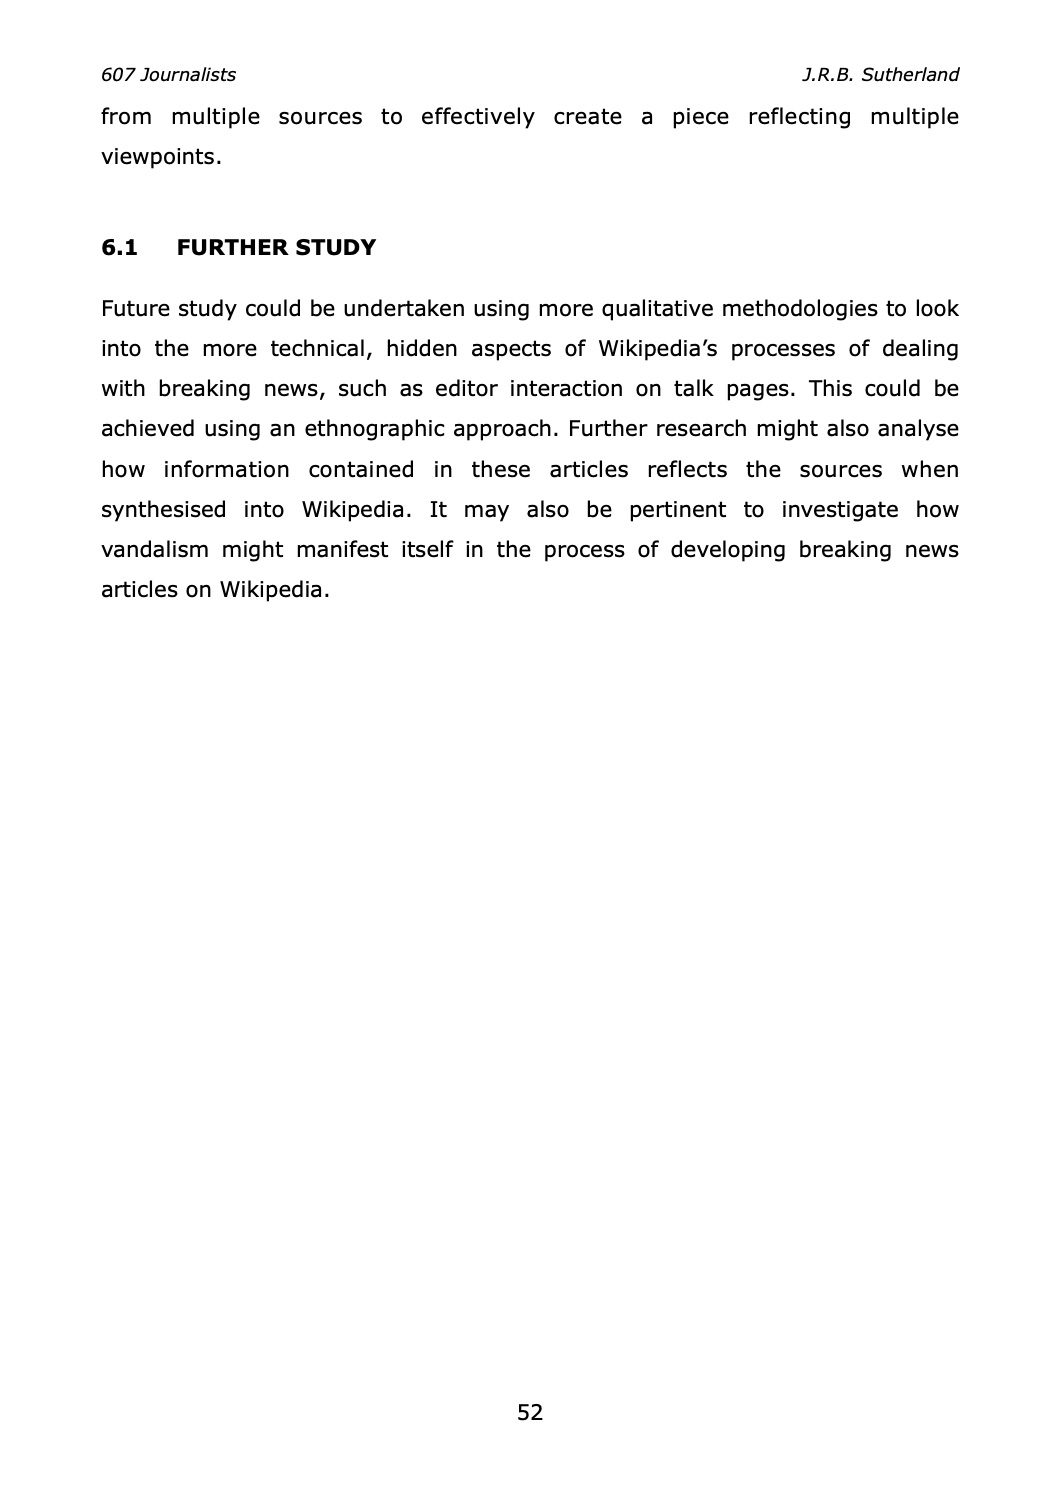 607 Journalists J.R.B. Sutherland
from multiple sources to effectively create a piece reflecting multiple
viewpoints.
6.1 FURTHER STUDY
Future study could be undertaken using more qualitative methodologies to look
into the more technical, hidden aspects of Wikipedia’s processes of dealing
with breaking news, such as editor interaction on talk pages. This could be
achieved using an ethnographic approach. Further research might also analyse
how information contained in these articles reflects the sources when
synthesised into Wikipedia. It may also be pertinent to investigate how
vandalism might manifest itself in the process of developing breaking news
articles on Wikipedia.
52